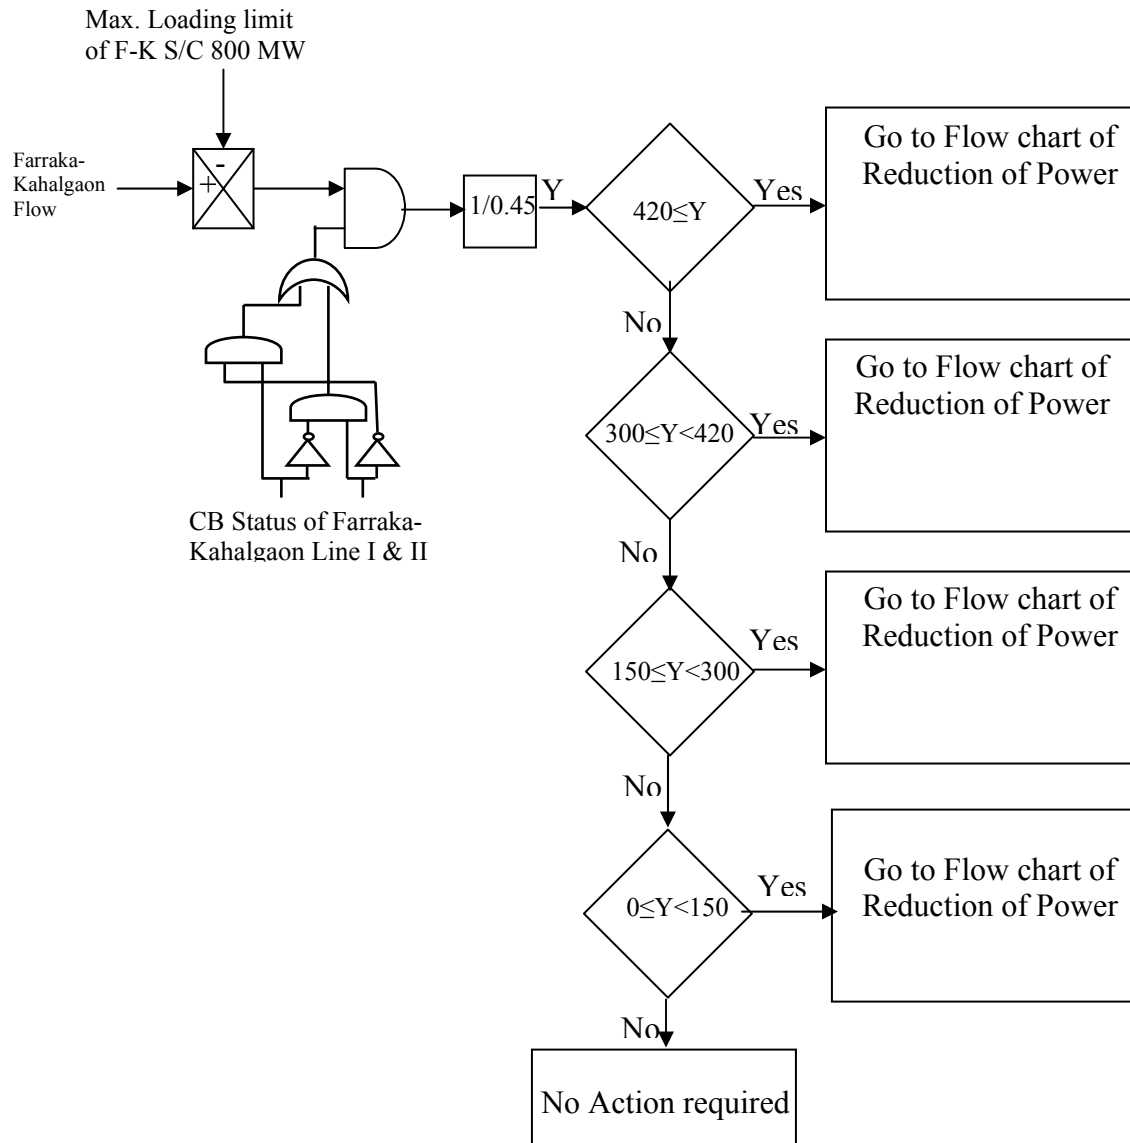 Max. Loading limit
of F-K S/C 800 MW
Farraka-
Kahalgaon
Flow
-
+
1/0.45
Y
420≤Y
Yes
Go to Flow chart of
Reduction of Power
No
300≤Y<420
Yes
Go to Flow chart of
Reduction of Power
CB Status of Farraka-
Kahalgaon Line I & II
No
150≤Y<300
Yes
Go to Flow chart of
Reduction of Power
No
0≤Y<150
Yes
Go to Flow chart of
Reduction of Power
No
No Action required